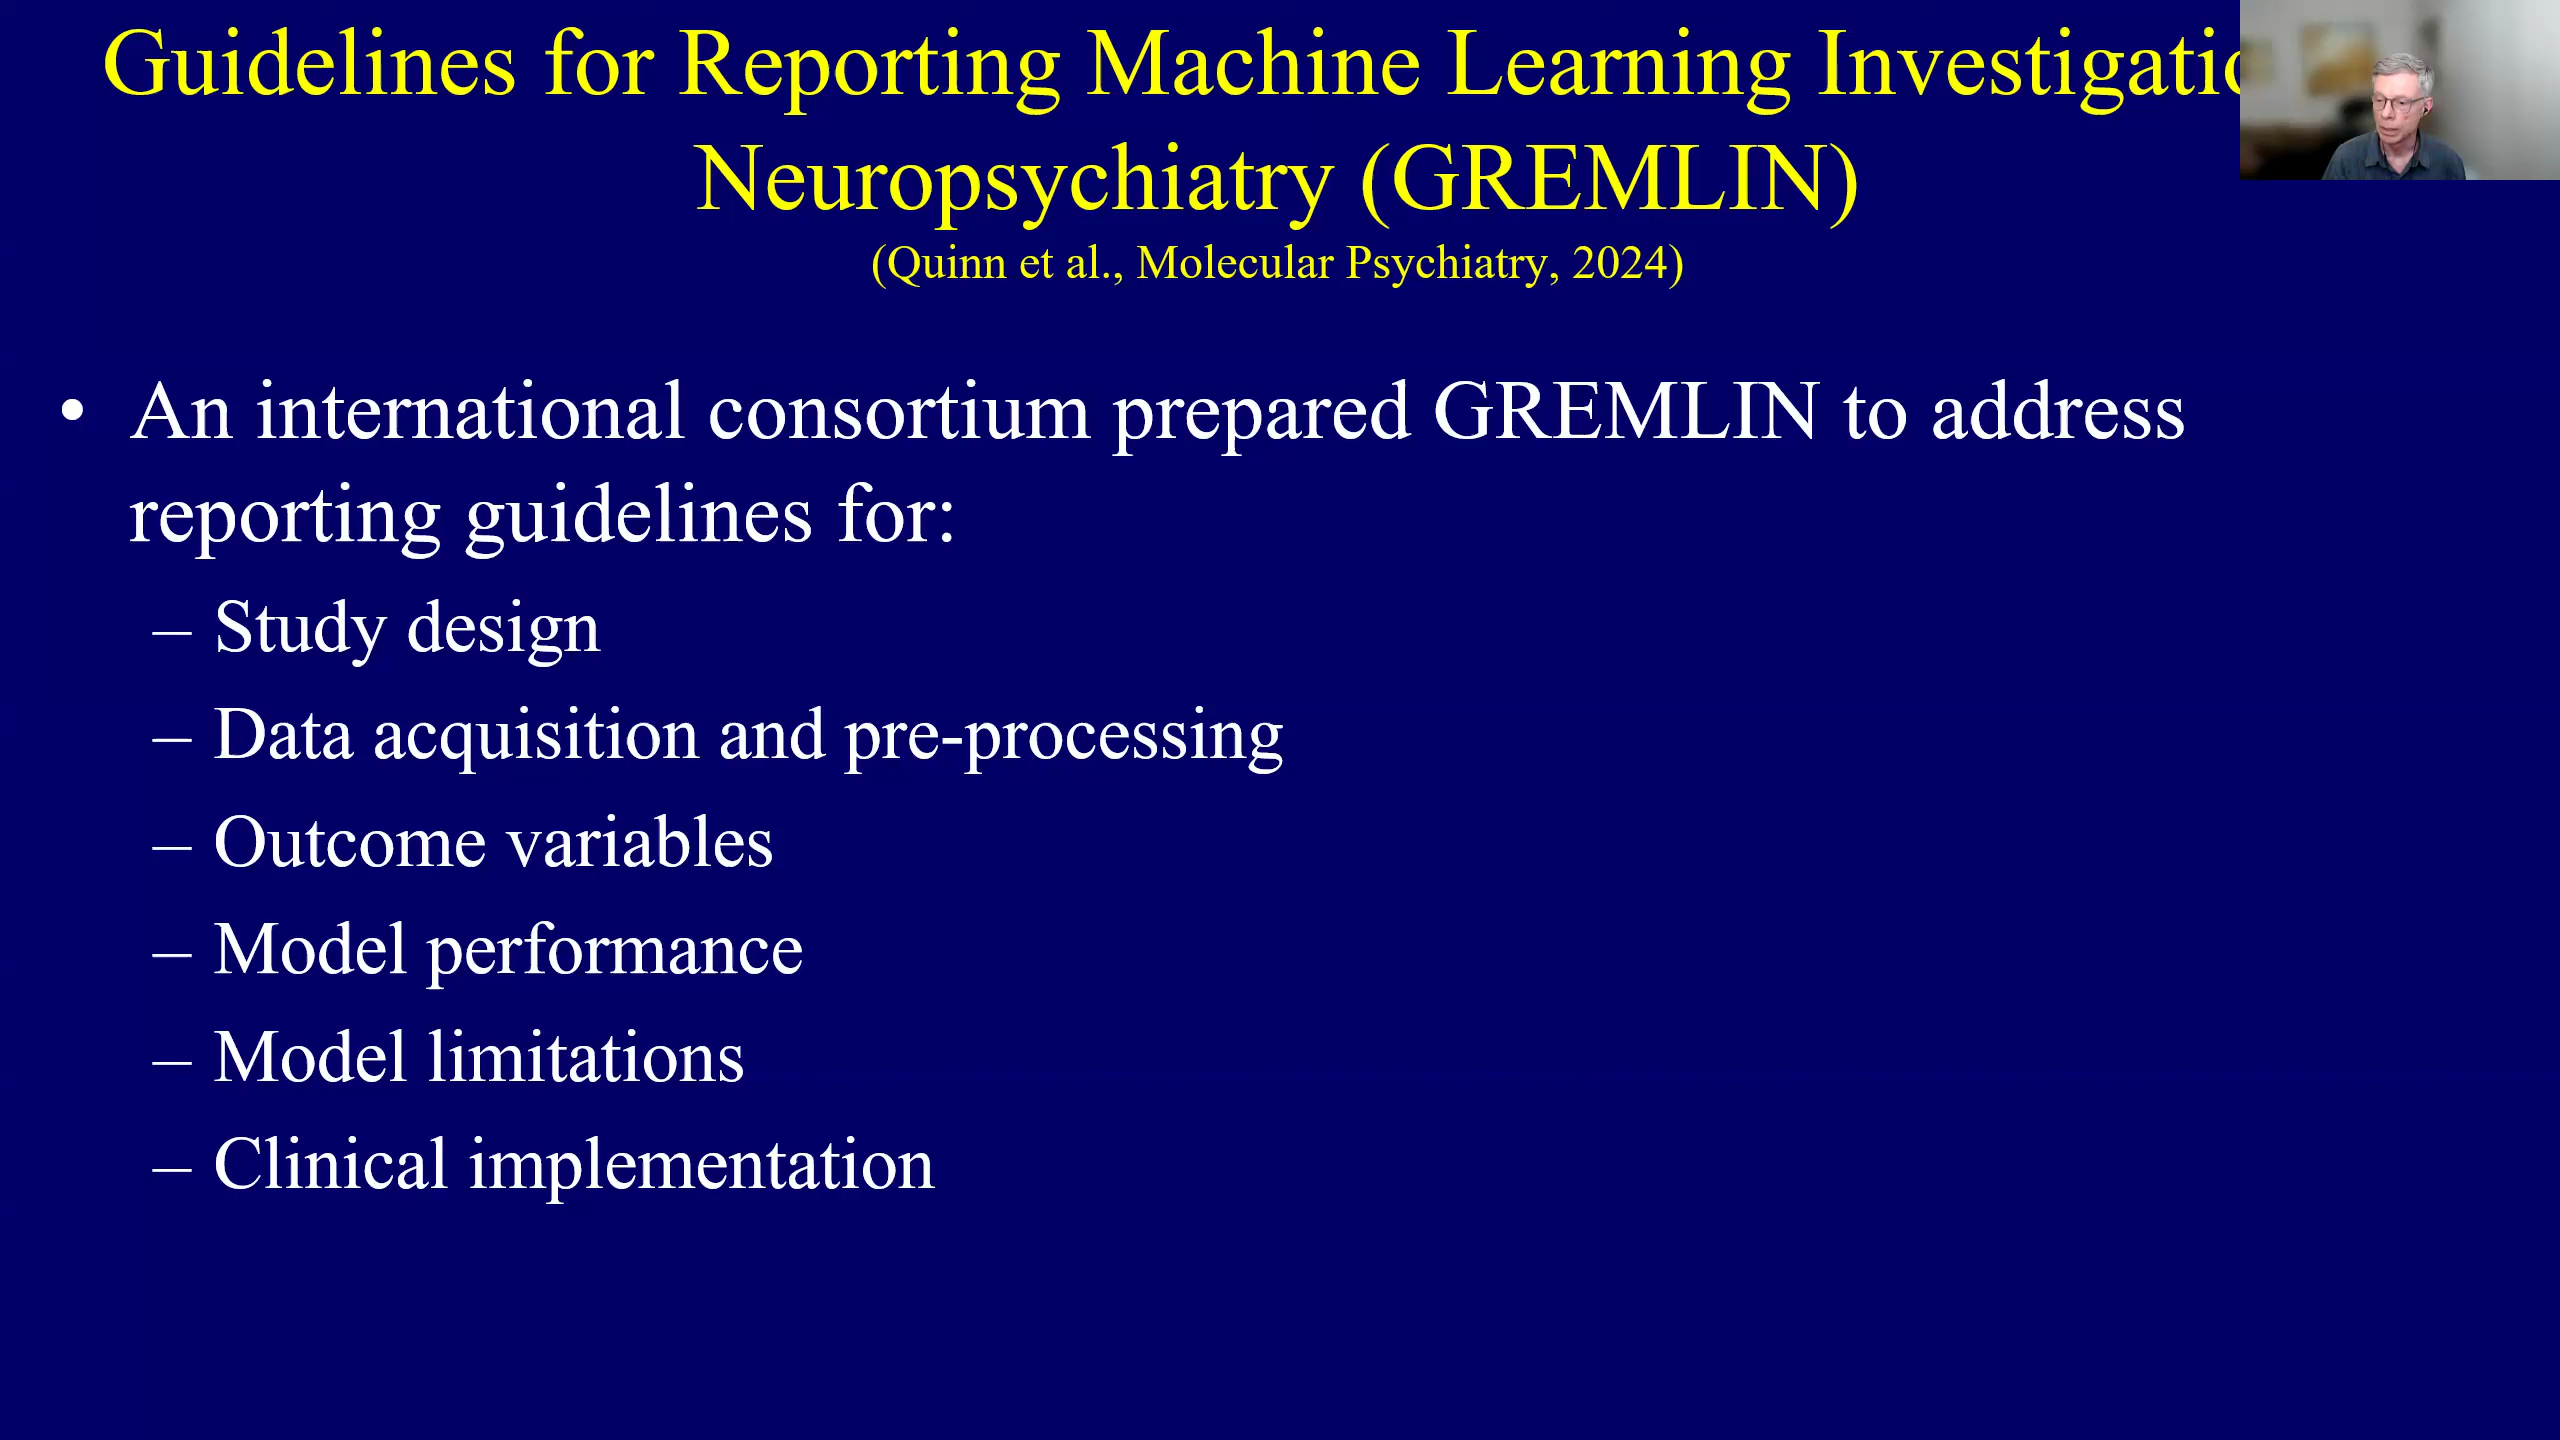 Guidelines for Reporting Machine Learning
Neuropsychiatry (GREMLIN)
(Quinn et al., Molecular Psychiatry, 2024)
• An international consortium prepared GREMLIN to address
reporting guidelines for:
– Study design
– Data acquisition and pre-processing
– Outcome variables
– Model performance
– Model limitations
– Clinical implementation